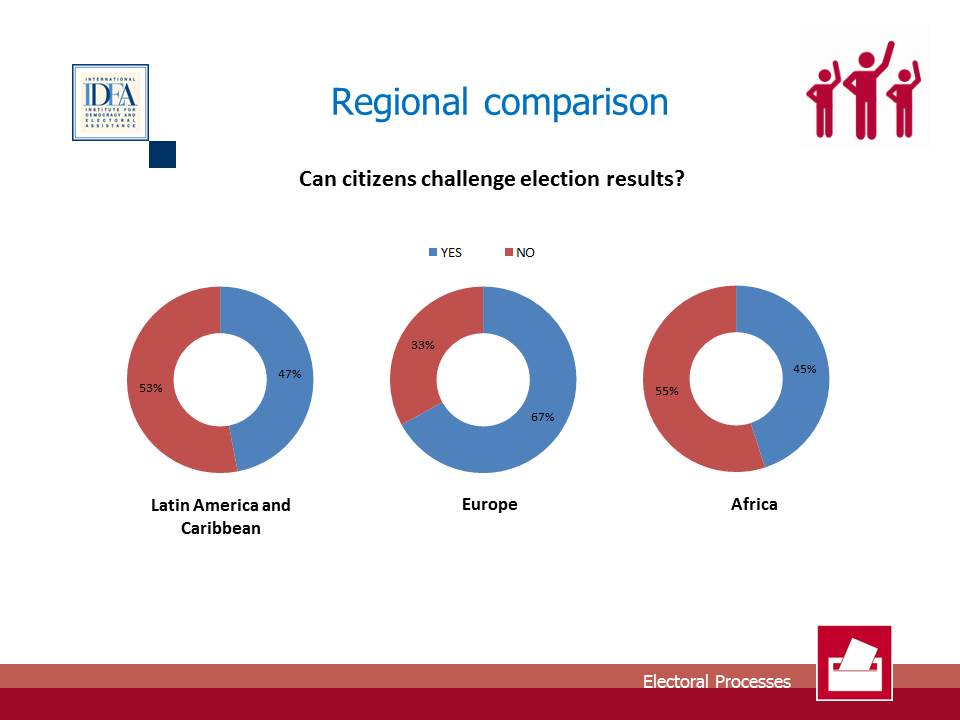 INTERNATIONAL
IDEA
INSTITUTE FOR
DEMOCRACY AND
ELECTORAL
ASSISTANCE
Regional comparison
Can citizens challenge election results?
YES NO
53% 47%
33% 67%
55% 45%
Latin America and
Caribbean
Europe
Africa
Electoral Processes